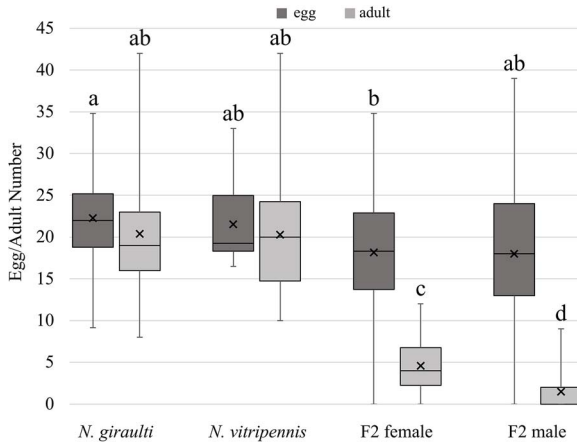 egg adult
45
40
35
30
25
20
15
10
5
0
Egg/Adult Number
a ab ab ab b c ab d
N. giraulti N. vitripennis F2 female F2 male